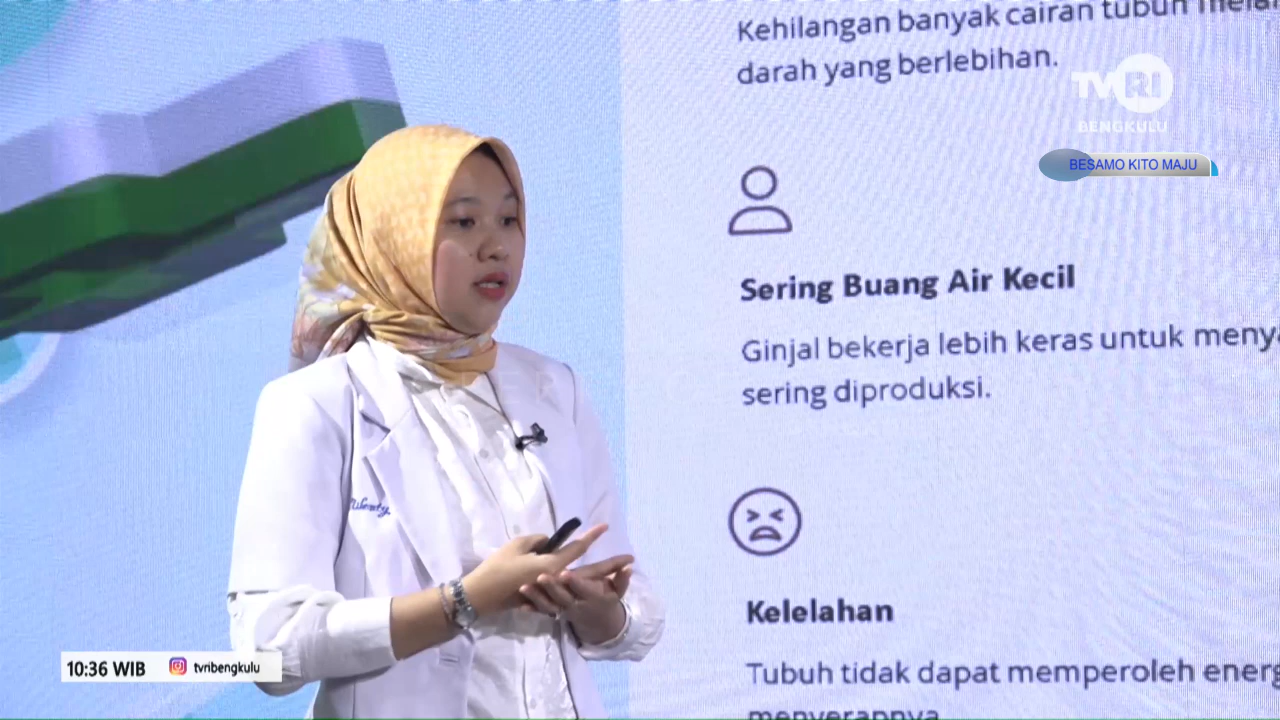 Kehilangan banyak cairan tubuh
darah yang berlebihan.
TVRI
BENGKULU
BESAMO KITO MAJU
Sering Buang Air Kecil
Ginjal bekerja lebih keras untuk
sering diproduksi.
Kelelahan
Tubuh tidak dapat memperoleh
menyerapnya
10:36 WIB tvribengkulu